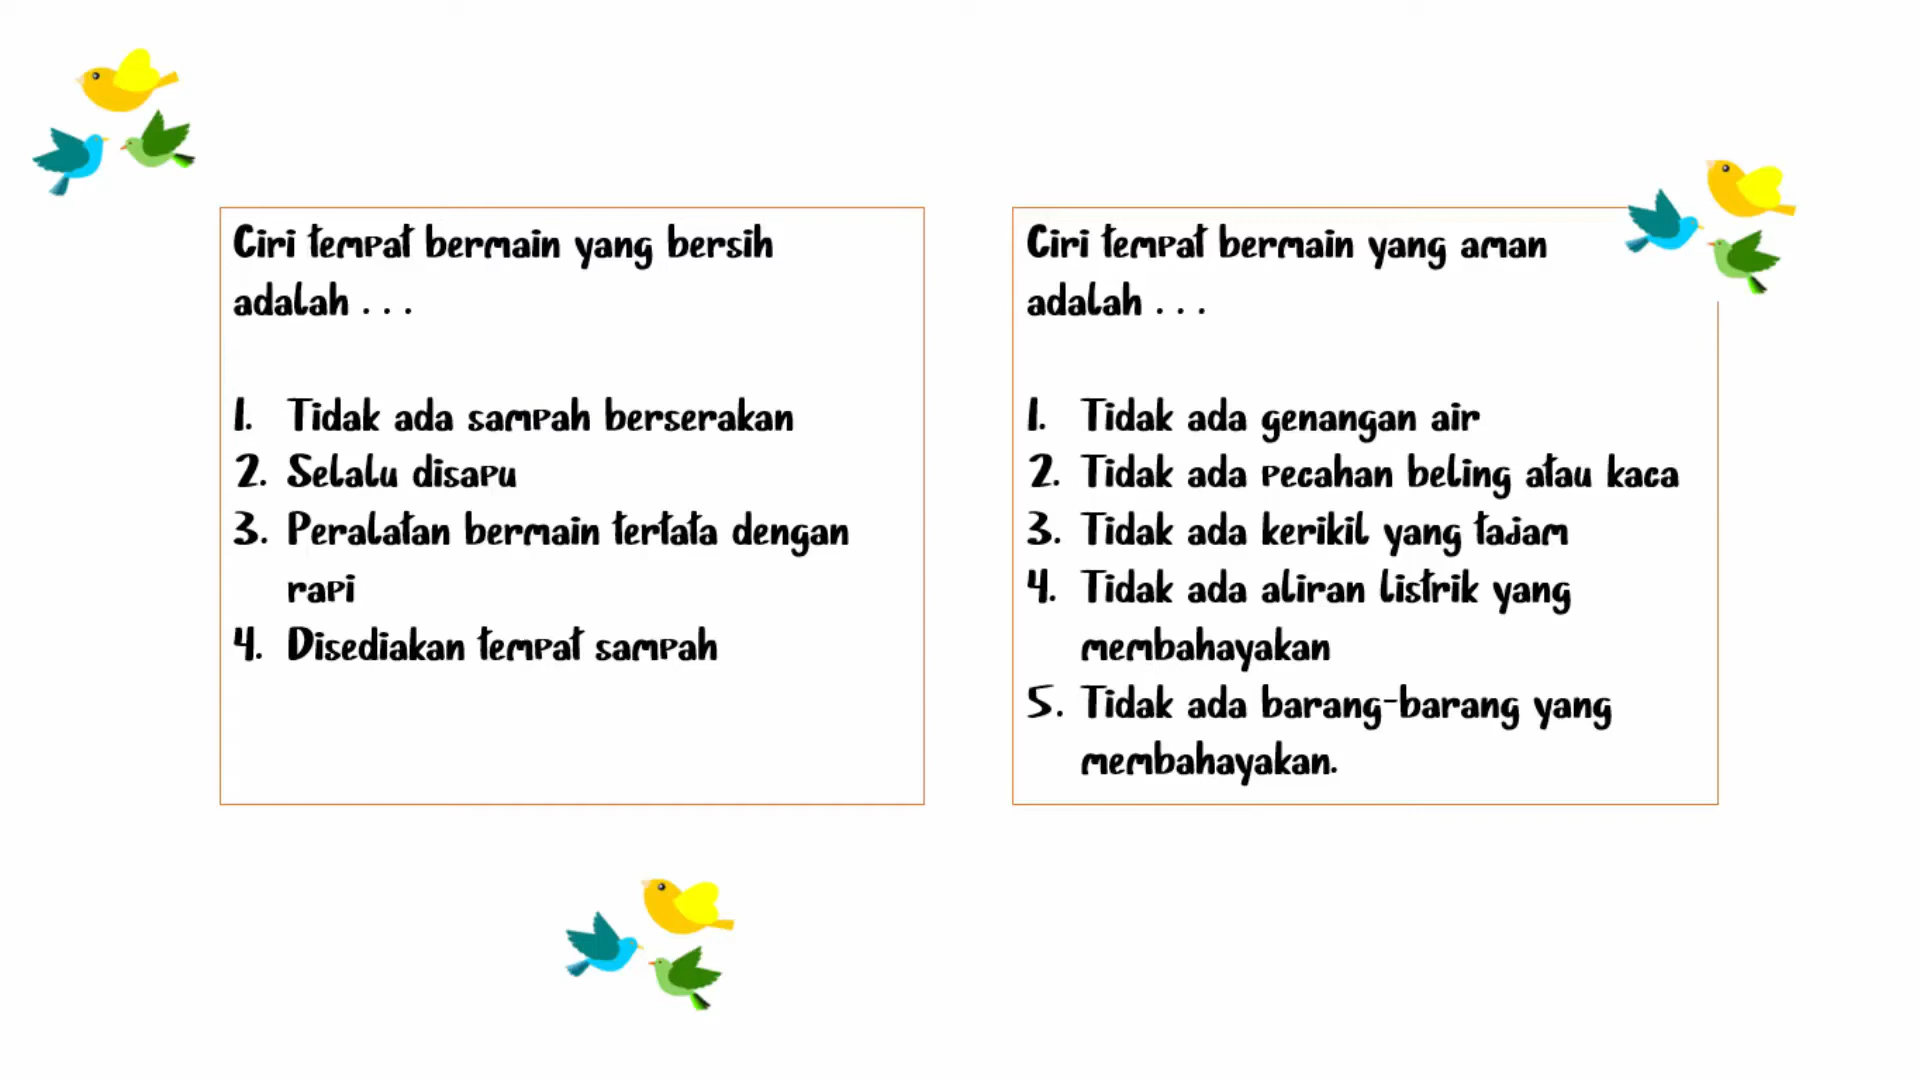 Ciri tempat bermain yang bersih
adalah . . .
1. Tidak ada sampah berserakan
2. Selalu disapu
3. Peralatan bermain tertata dengan
rapi
4. Disediakan tempat sampah
Ciri tempat bermain yang aman
adalah . . .
1. Tidak ada genangan air
2. Tidak ada pecahan beling atau kaca
3. Tidak ada kerikil yang tajam
4. Tidak ada aliran listrik yang
membahayakan
5. Tidak ada barang-barang yang
membahayakan.